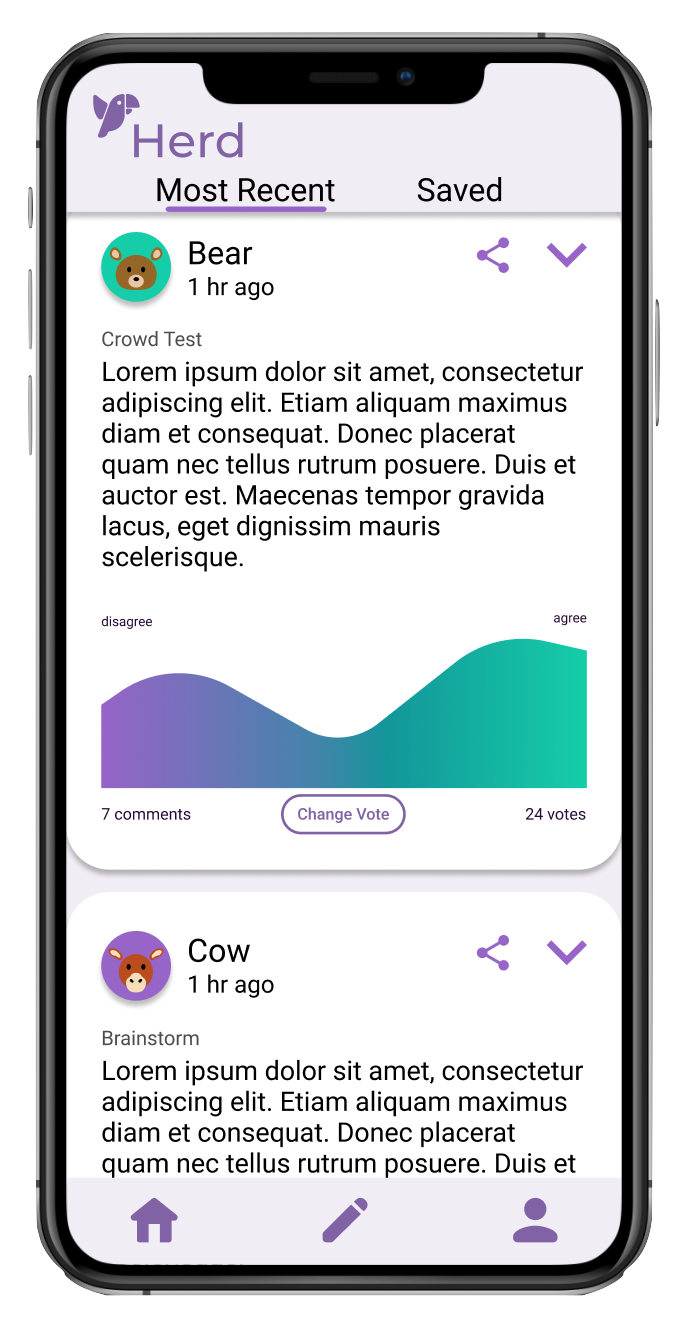 Herd
Most Recent
Saved
Bear
1 hr ago
Crowd Test
Lorem ipsum dolor sit amet, consectetur
adipiscing elit. Etiam aliquam maximus
diam et consequat. Donec placerat
quam nec tellus rutrum posuere. Duis et
auctor est. Maecenas tempor gravida
lacus, eget dignissim mauris
scelerisque.
disagree
agree
7 comments
Change Vote
24 votes
Cow
1 hr ago
Brainstorm
Lorem ipsum dolor sit amet, consectetur
adipiscing elit. Etiam aliquam maximus
diam et consequat. Donec placerat
quam nec tellus rutrum posuere. Duis et